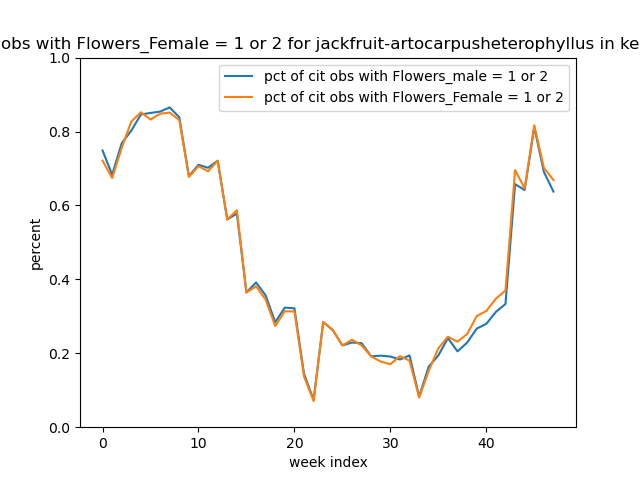 obs with Flowers_Female = 1 or 2 for jackfruit-artocarpusheterophyllus in ke
pct of cit obs with Flowers_male = 1 or 2
pct of cit obs with Flowers_Female = 1 or 2
percent
1.0
0.8
0.6
0.4
0.2
0.0
0 10 20 30 40
week index